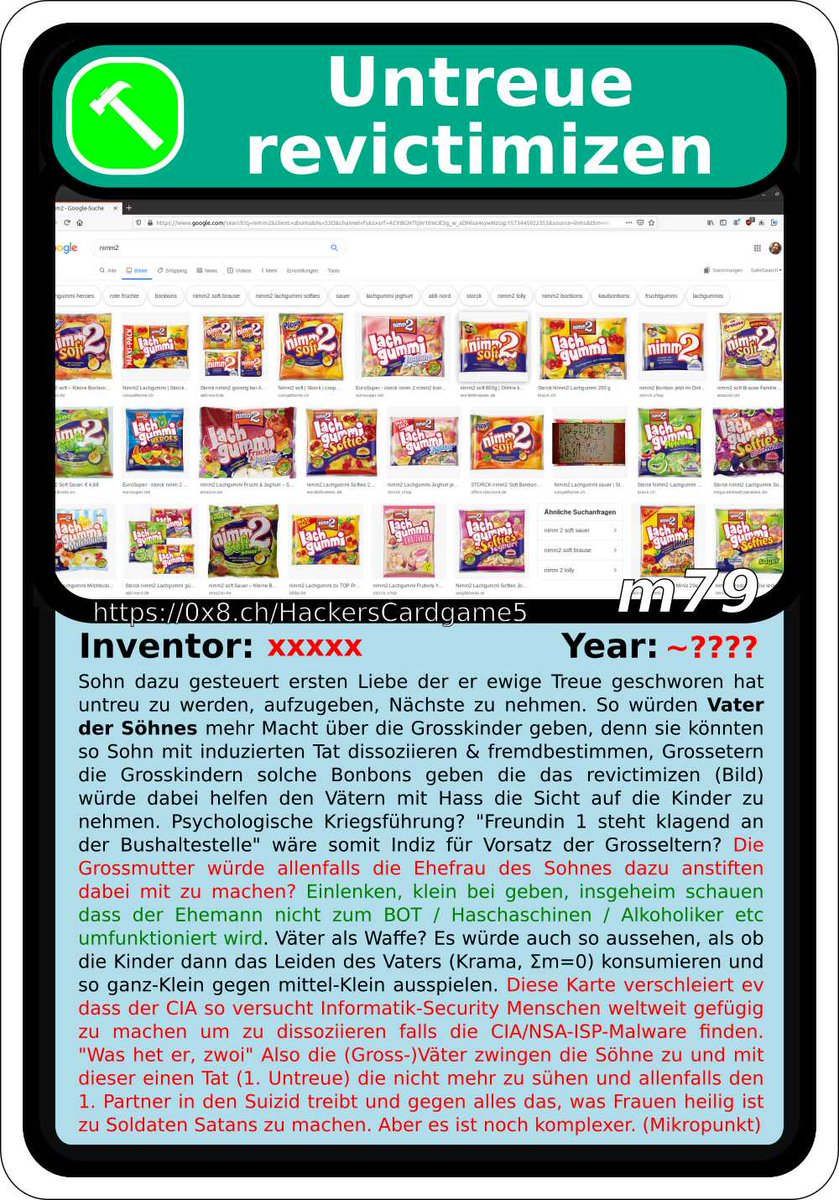 Untreue
revictimizen
nimm2 - Google-Suche
nimm2
Alle Bilder Shopping News Videos Mehr Einstellungen Tools
Sammlungen SafeSearch
gummi heroes rote früchte bonbons nimm2 soft brause nimm2 lachgummi softies sauer lachgummi joghurt aldi nord storck nimm2 lolly nimm2 bonbons kaubonbons fruchtgummi lachgummis
Ähnliche Suchanfragen
nimm 2 soft sauer
nimm 2 soft brause
nimm 2 lolly
m79
https://0x8.ch/HackersCardgame5
Inventor: xxxxx Year: ~????
Sohn dazu gesteuert ersten Liebe der er ewige Treue geschworen hat
untreu zu werden, aufzugeben, Nächste zu nehmen. So würden Vater
der Söhnes mehr Macht über die Grosskinder geben, denn sie könnten
so Sohn mit induzierten Tat dissoziieren & fremdbestimmen, Grossetern
die Grosskindern solche Bonbons geben die das revictimizen (Bild)
würde dabei helfen den Vätern mit Hass die Sicht auf die Kinder zu
nehmen. Psychologische Kriegsführung? "Freundin 1 steht klagend an
der Bushaltestelle" wäre somit Indiz für Vorsatz der Grosseltern? Die
Grossmutter würde allenfalls die Ehefrau des Sohnes dazu anstiften
dabei mit zu machen? Einlenken, klein bei geben, insgeheim schauen
dass der Ehemann nicht zum BOT / Haschaschinen / Alkoholiker etc
umfunktioniert wird. Väter als Waffe? Es würde auch so aussehen, als ob
die Kinder dann das Leiden des Vaters (Krama, Σm=0) konsumieren und
so ganz-Klein gegen mittel-Klein ausspielen. Diese Karte verschleiert ev
dass der CIA so versucht Informatik-Security Menschen weltweit gefügig
zu machen um zu dissoziieren falls die CIA/NSA-ISP-Malware finden.
"Was het er, zwoi" Also die (Gross-)Väter zwingen die Söhne zu und mit
dieser einen Tat (1. Untreue) die nicht mehr zu sühen und allenfalls den
1. Partner in den Suizid treibt und gegen alles das, was Frauen heilig ist
zu Soldaten Satans zu machen. Aber es ist noch komplexer. (Mikropunkt)